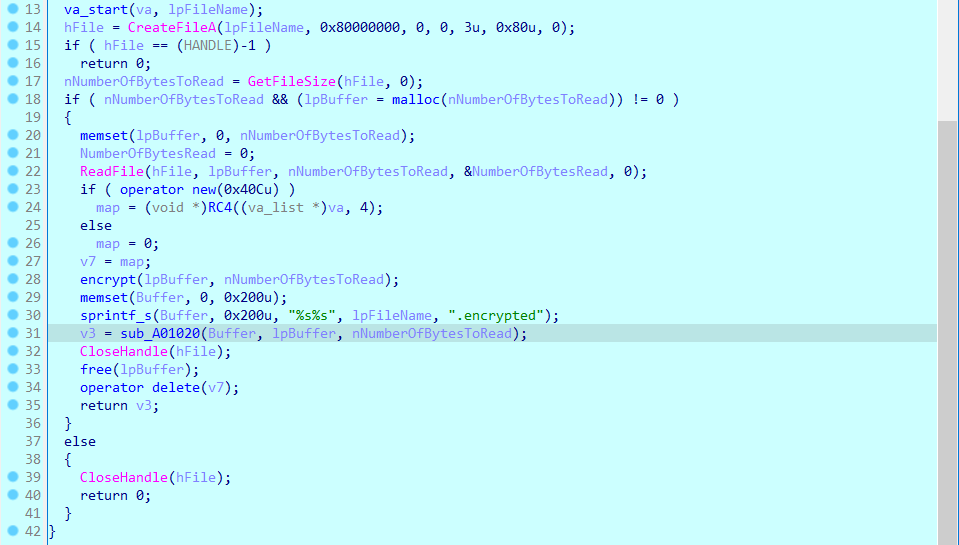 13 va_start(va, lpFileName);
14 hFile = CreateFileA(lpFileName, 0x80000000, 0, 0, 3u, 0x80u, 0);
15 if ( hFile == (HANDLE)-1 )
16 return 0;
17 nNumberOfBytesToRead = GetFileSize(hFile, 0);
18 if ( nNumberOfBytesToRead && (lpBuffer = malloc(nNumberOfBytesToRead)) != 0 )
19 {
20 memset(lpBuffer, 0, nNumberOfBytesToRead);
21 NumberOfBytesRead = 0;
22 ReadFile(hFile, lpBuffer, nNumberOfBytesToRead, &NumberOfBytesRead, 0);
23 if ( operator new(0x40Cu) )
24 map = (void *)RC4((va_list *)va, 4);
25 else
26 map = 0;
27 v7 = map;
28 encrypt(lpBuffer, nNumberOfBytesToRead);
29 memset(Buffer, 0, 0x200u);
30 sprintf_s(Buffer, 0x200u, "%s%s", lpFileName, ".encrypted");
31 v3 = sub_A01020(Buffer, lpBuffer, nNumberOfBytesToRead);
32 CloseHandle(hFile);
33 free(lpBuffer);
34 operator delete(v7);
35 return v3;
36 }
37 else
38 {
39 CloseHandle(hFile);
40 return 0;
41 }
42 }